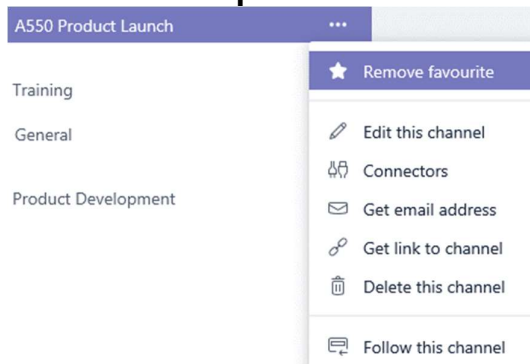 A550 Product Launch ...
Remove favourite
Training
Edit this channel
General
Connectors
Product Development
Get email address
Get link to channel
Delete this channel
Follow this channel